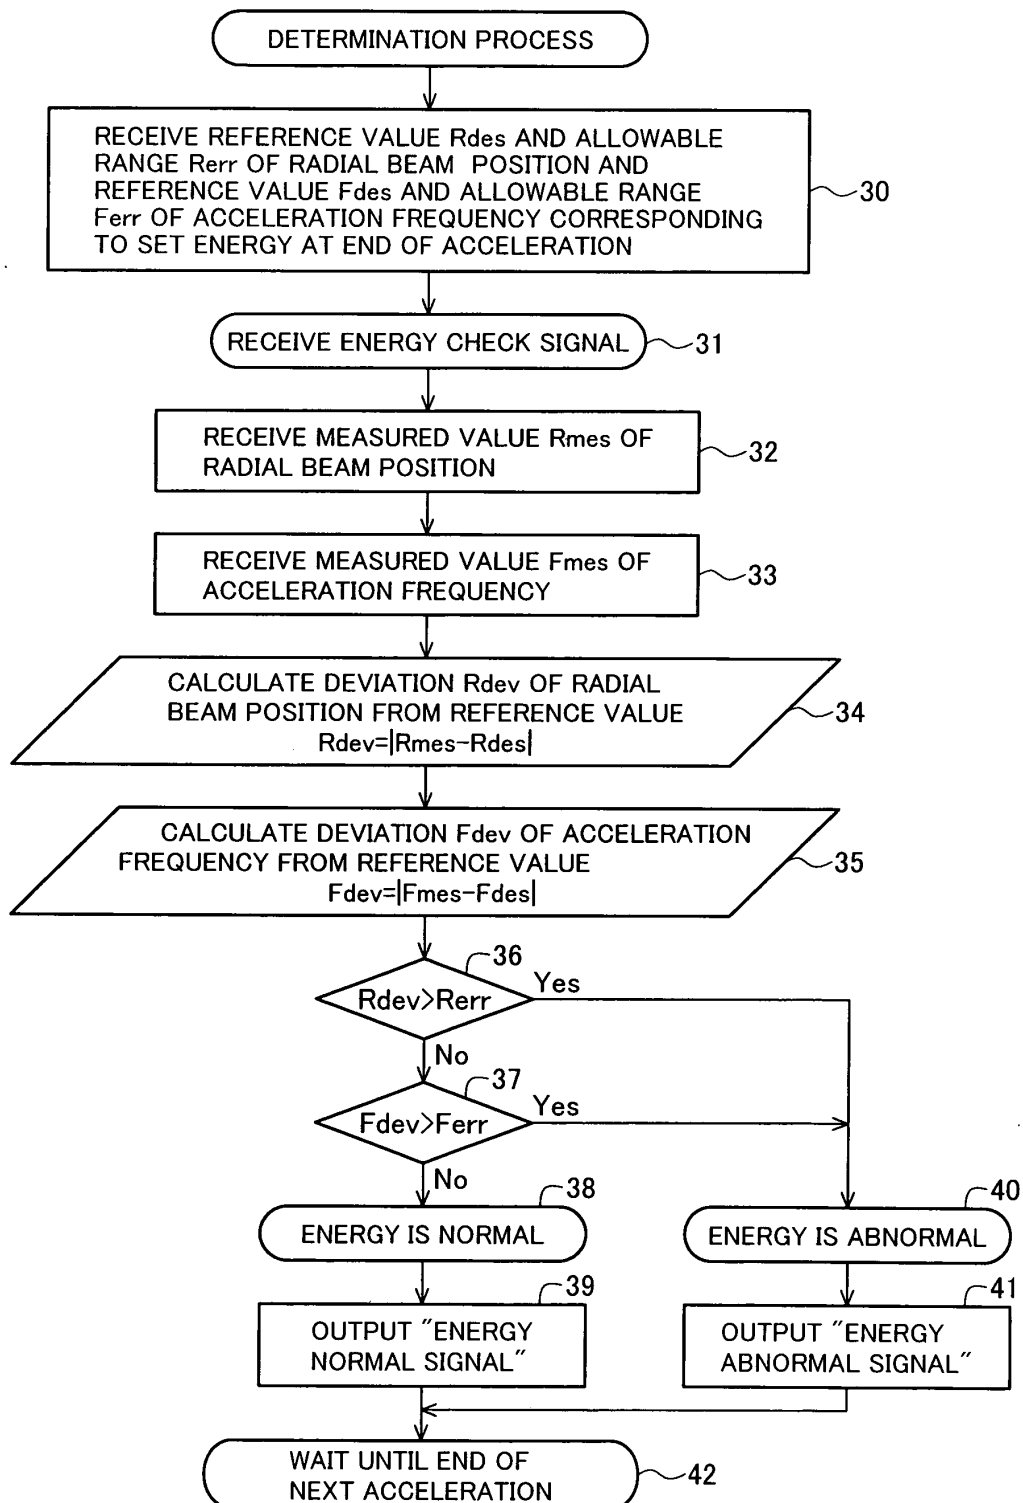 DETERMINATION PROCESS
RECEIVE REFERENCE VALUE Rdes AND ALLOWABLE
RANGE Rerr OF RADIAL BEAM POSITION AND
REFERENCE VALUE Fdes AND ALLOWABLE RANGE
Ferr OF ACCELERATION FREQUENCY CORRESPONDING
TO SET ENERGY AT END OF ACCELERATION
30
RECEIVE ENERGY CHECK SIGNAL
31
RECEIVE MEASURED VALUE Rmes OF
RADIAL BEAM POSITION
32
RECEIVE MEASURED VALUE Fmes OF
ACCELERATION FREQUENCY
33
CALCULATE DEVIATION Rdev OF RADIAL
BEAM POSITION FROM REFERENCE VALUE
Rdev=|Rmes-Rdes|
34
CALCULATE DEVIATION Fdev OF ACCELERATION
FREQUENCY FROM REFERENCE VALUE
Fdev=|Fmes-Fdes|
35
36
Rdev>Rerr
Yes
No
37
Fdev>Ferr
Yes
No
38
ENERGY IS NORMAL
40
ENERGY IS ABNORMAL
39
OUTPUT "ENERGY
NORMAL SIGNAL"
41
OUTPUT "ENERGY
ABNORMAL SIGNAL"
WAIT UNTIL END OF
NEXT ACCELERATION
42